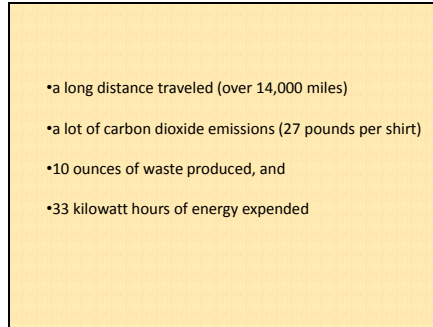 •a long distance traveled (over 14,000 miles)
•a lot of carbon dioxide emissions (27 pounds per shirt)
•10 ounces of waste produced, and
•33 kilowatt hours of energy expended